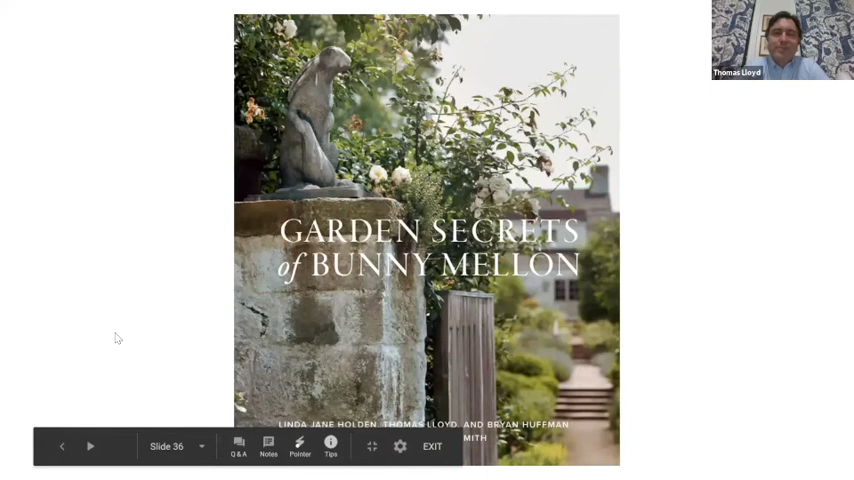 Thomas Lloyd
GARDEN SECRETS
of BUNNY MELLON
LINDA JANE HOLDEN, THOMAS LLOYD, AND BRYAN HUFFMAN
MITH
Slide 36
Q & A
Notes
Pointer
Tips
EXIT